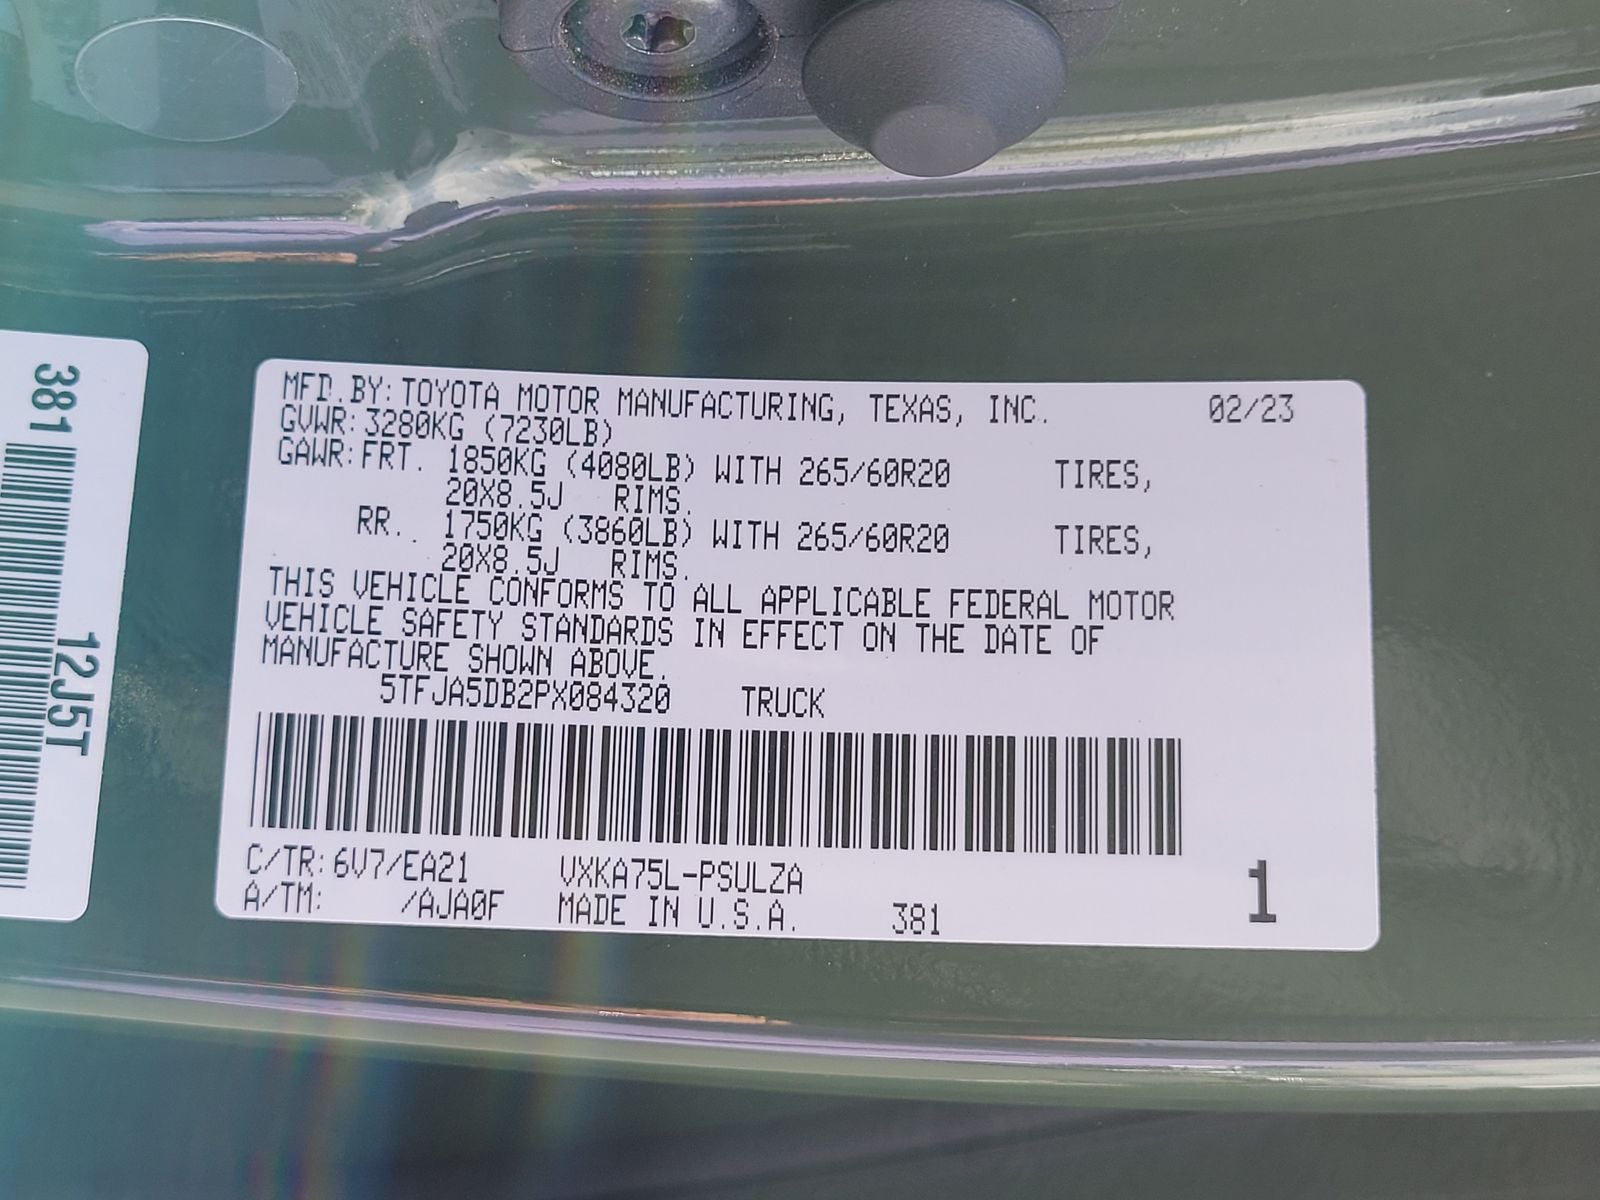 MFD. BY: TOYOTA MOTOR MANUFACTURING, TEXAS, INC. 02/23
GVWR: 3280KG (7230LB)
GAWR: FRT. 1850KG (4080LB) WITH 265/60R20 TIRES,
20X8.5J RIMS.
RR.. 1750KG (3860LB) WITH 265/60R20 TIRES,
20X8.5J RIMS.
THIS VEHICLE CONFORMS TO ALL APPLICABLE FEDERAL MOTOR
VEHICLE SAFETY STANDARDS IN EFFECT ON THE DATE OF
MANUFACTURE SHOWN ABOVE.
5TFJA5DB2PX084320 TRUCK
C/TR: 6V7/EA21 VXKA75L-PSULZA
A/TM: /AJA0F MADE IN U.S.A. 381
1
381
12J5T